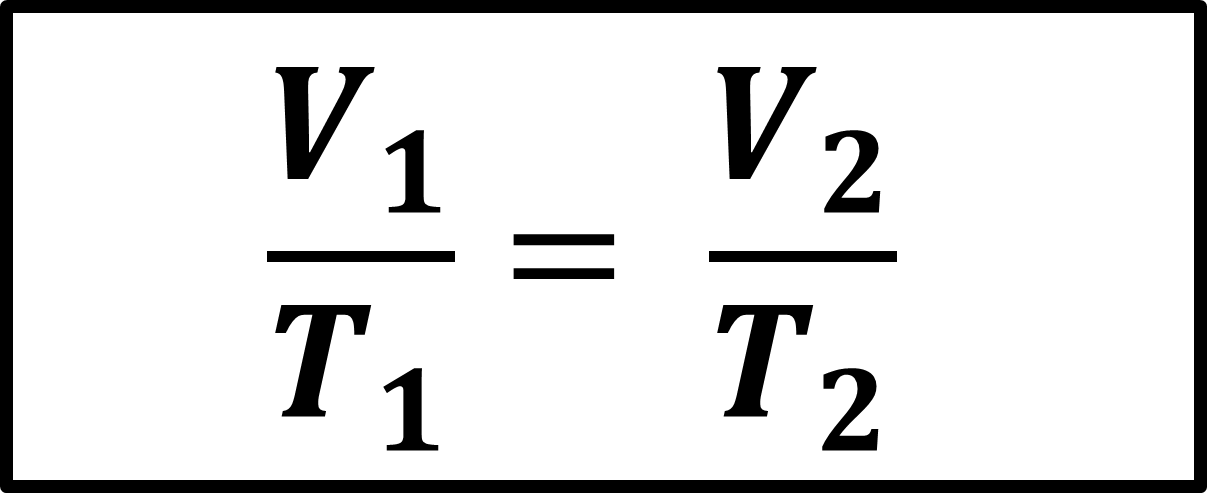 V₁/T₁ = V₂/T₂